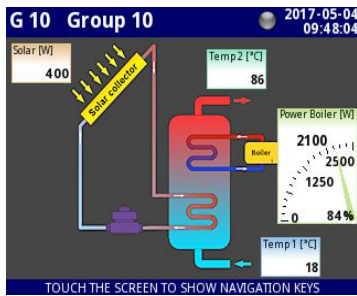 G 10 Group 10
2017-05-04
09:48:04
Solar [W]
400
Solar collector
Temp2 [°C]
86
Power Boiler [W]
2100
2500
1250
0
84%
Boiler
Temp1 [°C]
18
TOUCH THE SCREEN TO SHOW NAVIGATION KEYS